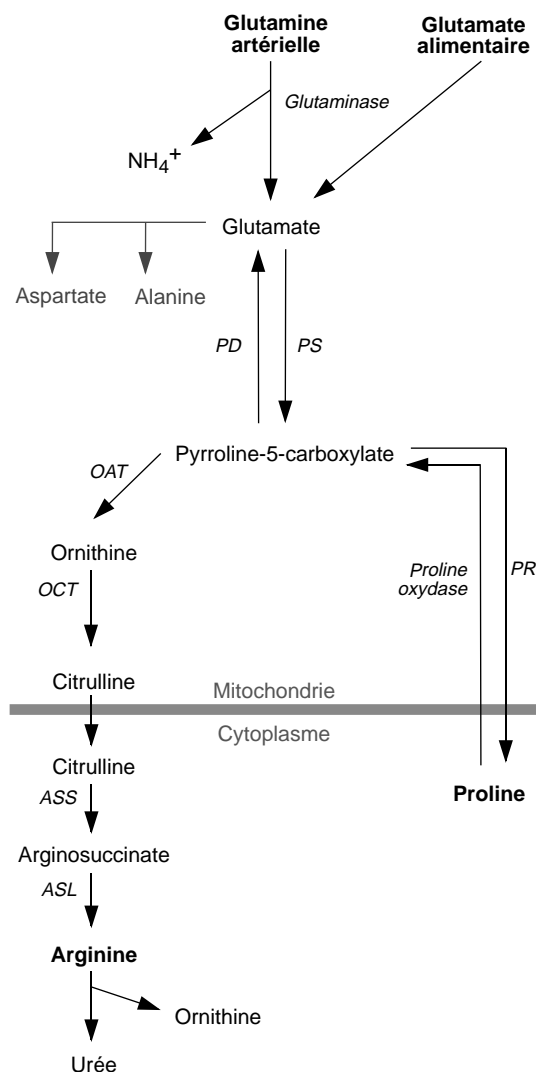 Glutamine
artérielle
Glutamate
alimentaire
Glutaminase
NH4+
Glutamate
Aspartate
Alanine
PD
PS
Pyrroline-5-carboxylate
OAT
Ornithine
Proline
oxydase
PR
OCT
Citrulline
Mitochondrie
Cytoplasme
Citrulline
ASS
Proline
Arginosuccinate
ASL
Arginine
Ornithine
Urée